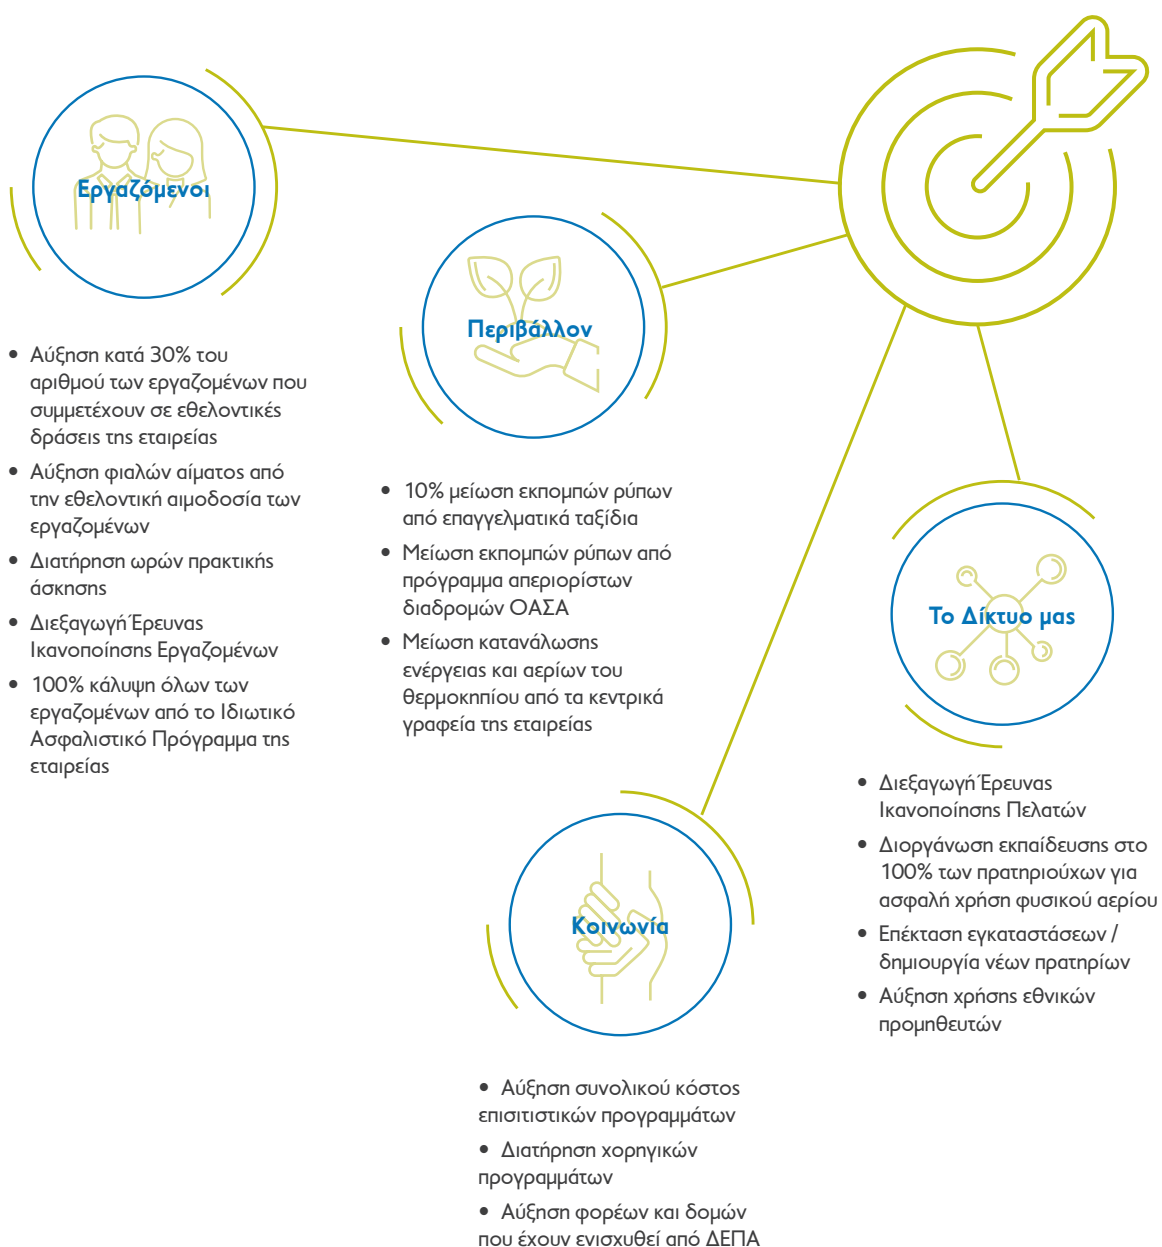 Εργαζόμενοι
• Αύξηση κατά 30% του
αριθμού των εργαζομένων που
συμμετέχουν σε εθελοντικές
δράσεις της εταιρείας
• Αύξηση φιαλών αίματος από
την εθελοντική αιμοδοσία των
εργαζομένων
• Διατήρηση ωρών πρακτικής
άσκησης
• Διεξαγωγή Έρευνας
Ικανοποίησης Εργαζομένων
• 100% κάλυψη όλων των
εργαζομένων από το Ιδιωτικό
Ασφαλιστικό Πρόγραμμα της
εταιρείας
Περιβάλλον
• 10% μείωση εκπομπών ρύπων
από επαγγελματικά ταξίδια
• Μείωση εκπομπών ρύπων από
πρόγραμμα απεριορίστων
διαδρομών ΟΑΣΑ
• Μείωση κατανάλωσης
ενέργειας και αερίων του
θερμοκηπίου από τα κεντρικά
γραφεία της εταιρείας
Κοινωνία
• Αύξηση συνολικού κόστος
επισιτιστικών προγραμμάτων
• Διατήρηση χορηγικών
προγραμμάτων
• Αύξηση φορέων και δομών
που έχουν ενισχυθεί από ΔΕΠΑ
Το Δίκτυο μας
• Διεξαγωγή Έρευνας
Ικανοποίησης Πελατών
• Διοργάνωση εκπαίδευσης στο
100% των πρατηριούχων για
ασφαλή χρήση φυσικού αερίου
• Επέκταση εγκαταστάσεων /
δημιουργία νέων πρατηρίων
• Αύξηση χρήσης εθνικών
προμηθευτών